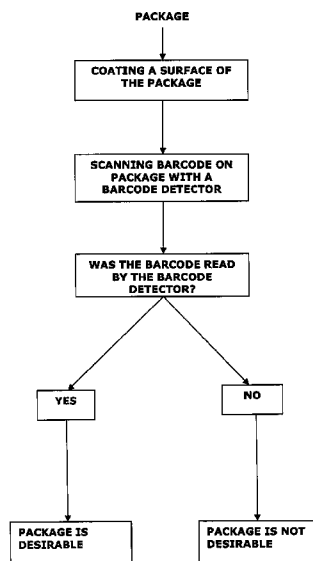 PACKAGE
COATING A SURFACE OF
THE PACKAGE
SCANNING BARCODE ON
PACKAGE WITH A
BARCODE DETECTOR
WAS THE BARCODE READ
BY THE BARCODE
DETECTOR?
YES
NO
PACKAGE IS
DESIRABLE
PACKAGE IS NOT
DESIRABLE